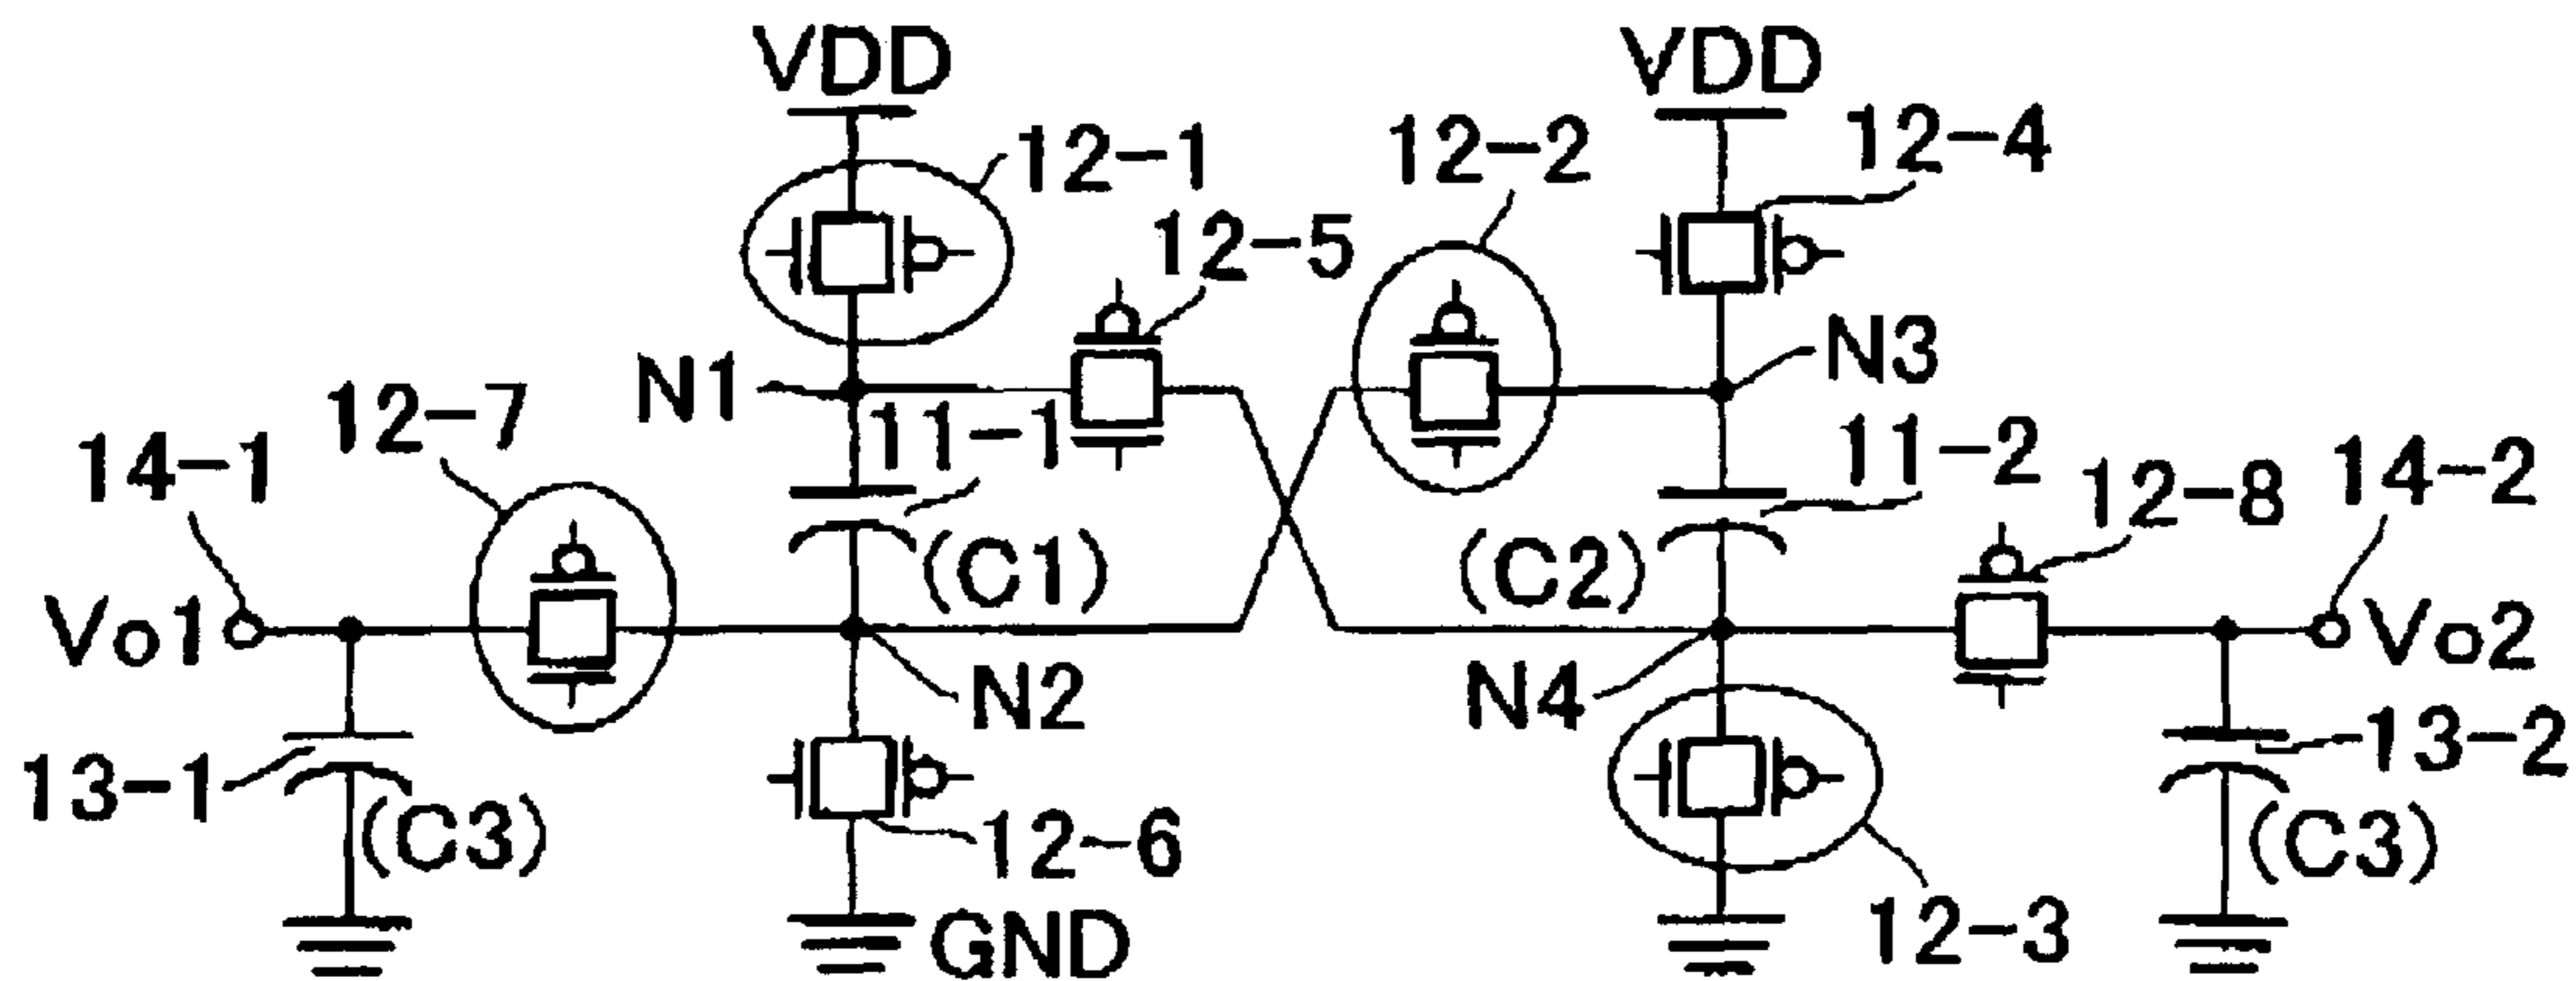 VDD
VDD
12-1
12-2
12-4
12-5
N1
N3
12-7
11-1
11-2
14-1
12-8
14-2
(C1)
(C2)
Vo1
Vo2
N2
N4
13-1
13-2
(C3)
(C3)
12-6
12-3
GND